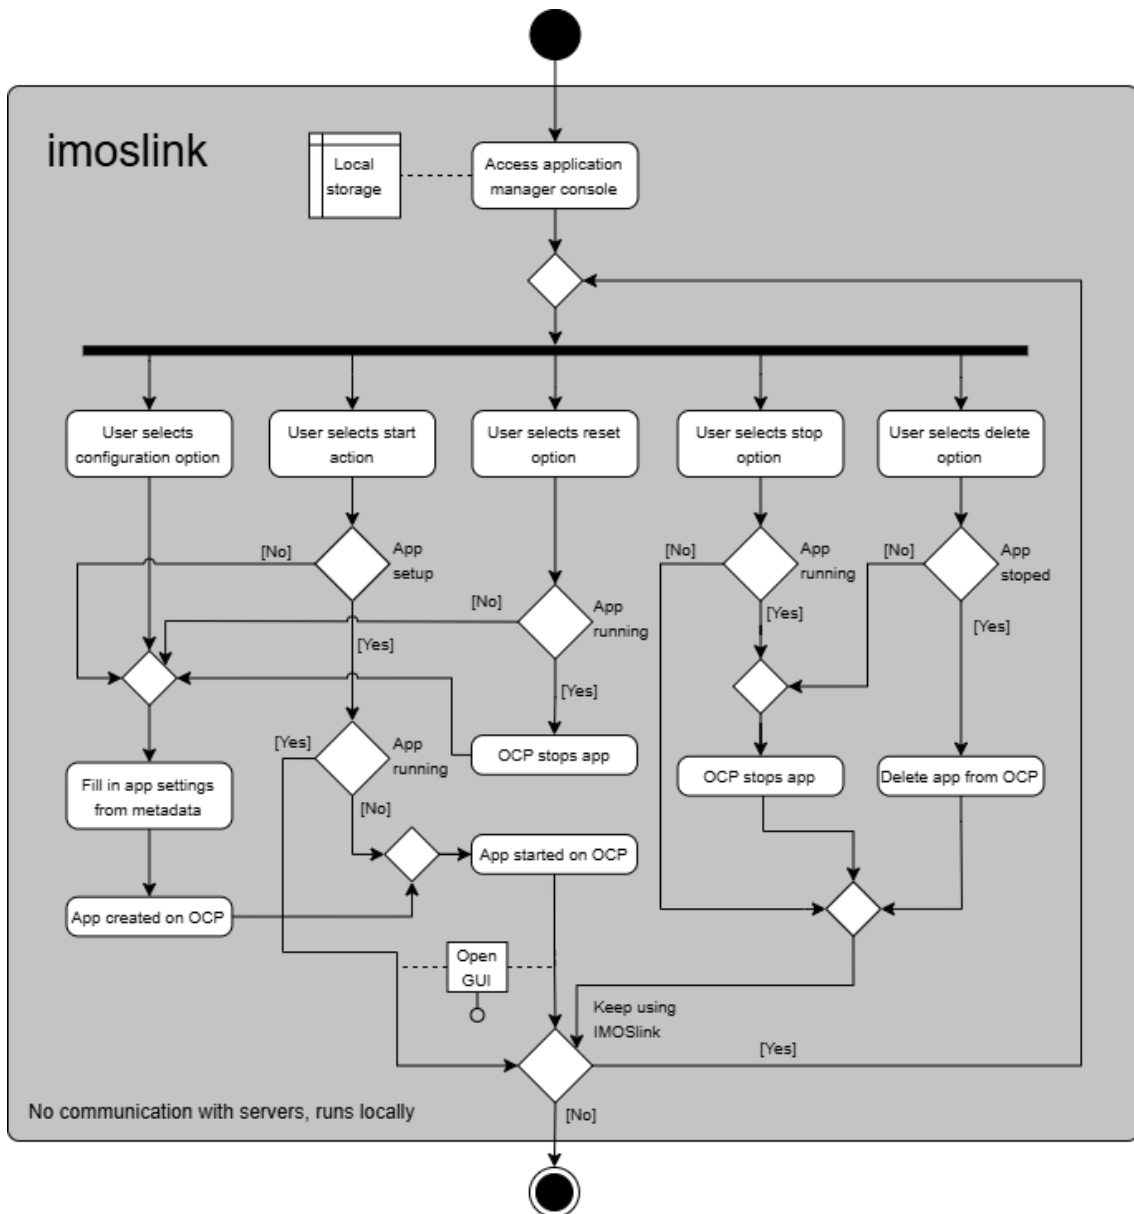 imoslink
Local
storage
Access application
manager console
User selects
configuration option
User selects start
action
User selects reset
option
User selects stop
option
User selects delete
option
[No]
App
setup
[No]
App
running
[No]
App
stoped
[No]
App
running
[Yes]
[Yes]
[Yes]
[Yes]
[Yes]
App
running
OCP stops app
Fill in app settings
from metadata
OCP stops app
Delete app from OCP
[No]
App started on OCP
App created on OCP
Open
GUI
Keep using
IMOSlink
[Yes]
No communication with servers, runs locally
[No]